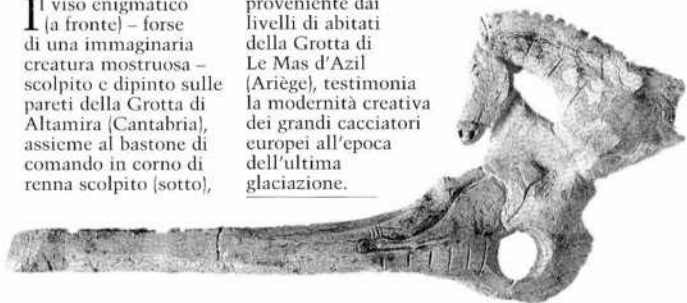 Il viso enigmatico
(a fronte) – forse
di una immaginaria
creatura mostruosa –
scolpito e dipinto sulle
pareti della Grotta di
Altamira (Cantabria),
assieme al bastone di
comando in corno di
renna scolpito (sotto),
proveniente dai
livelli di abitati
della Grotta di
Le Mas d'Azil
(Ariège), testimonia
la modernità creativa
dei grandi cacciatori
europei all'epoca
dell'ultima
glaciazione.